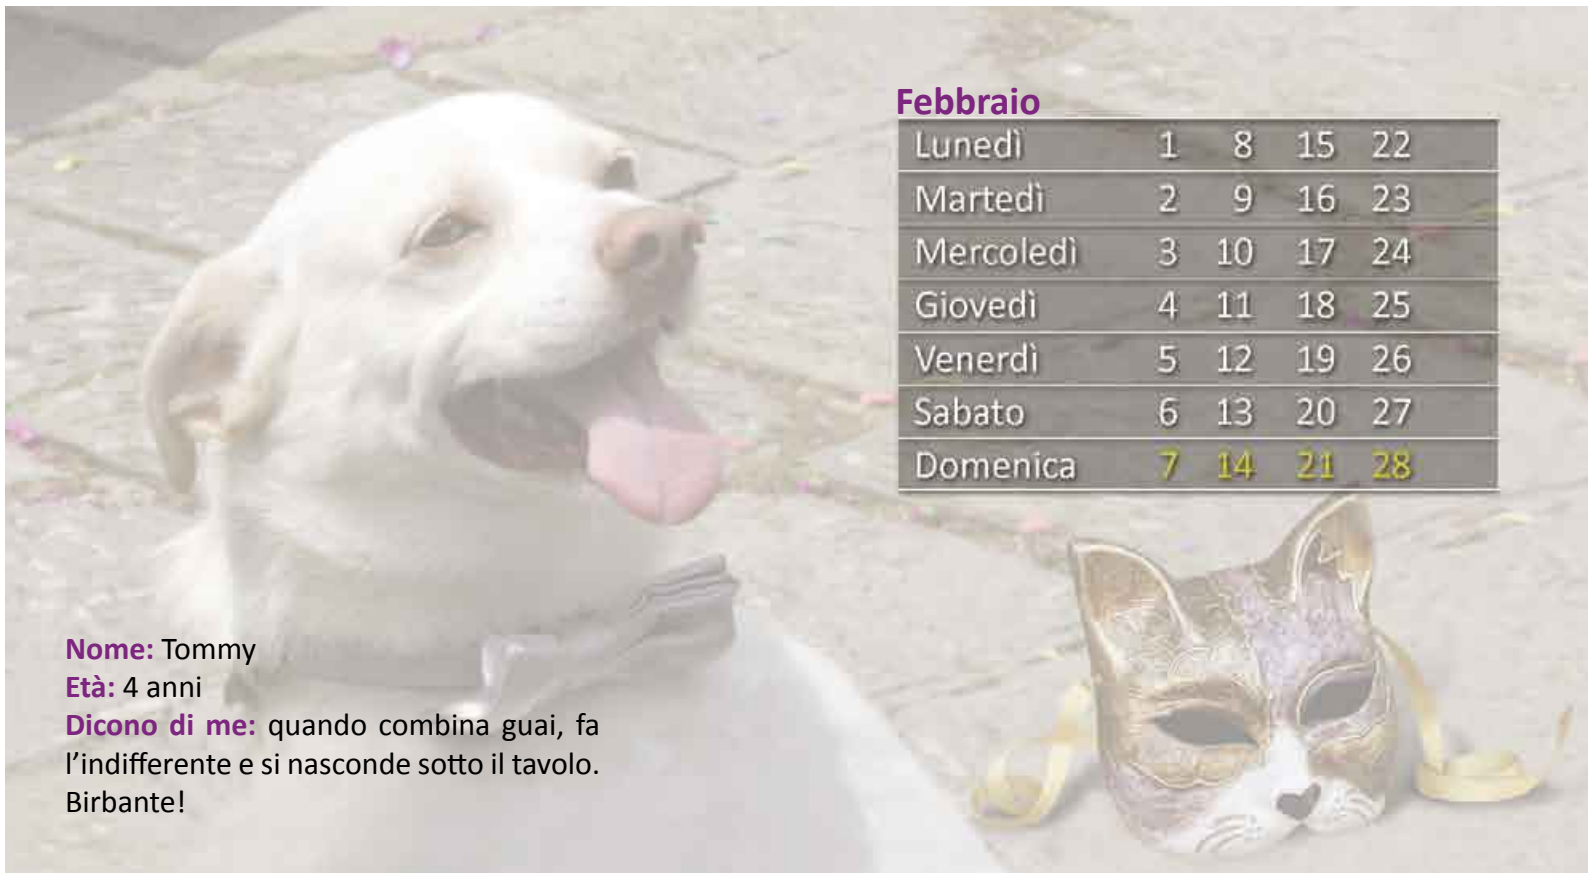 Febbraio
Lunedì 1 8 15 22
Martedì 2 9 16 23
Mercoledì 3 10 17 24
Giovedì 4 11 18 25
Venerdì 5 12 19 26
Sabato 6 13 20 27
Domenica 7 14 21 28
Nome: Tommy
Età: 4 anni
Dicono di me: quando combina guai, fa
l’indifferente e si nasconde sotto il tavolo.
Birbante!